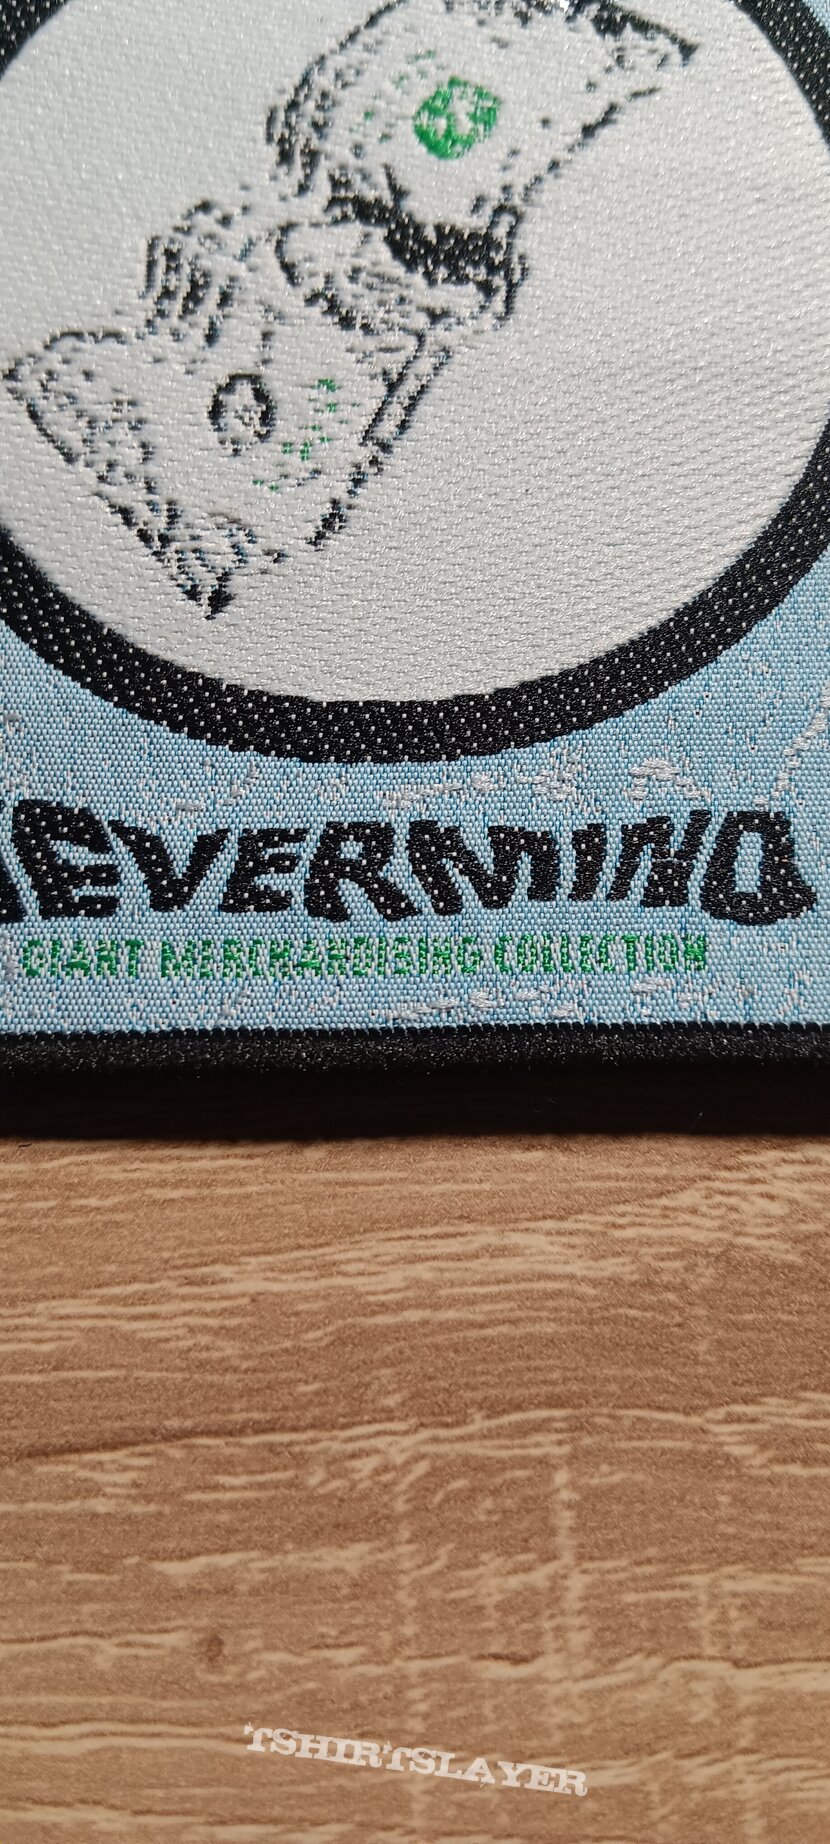 NEVERMIND
GIANT MERCHANDISING COLLECTION
TSHIRTSLAYER